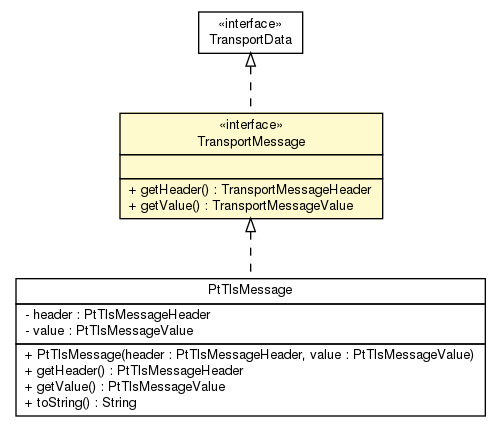 «interface»
TransportData
«interface»
TransportMessage
+ getHeader() : TransportMessageHeader
+ getValue() : TransportMessageValue
PtTlsMessage
- header : PtTlsMessageHeader
- value : PtTlsMessageValue
+ PtTlsMessage(header : PtTlsMessageHeader, value : PtTlsMessageValue)
+ getHeader() : PtTlsMessageHeader
+ getValue() : PtTlsMessageValue
+ toString() : String